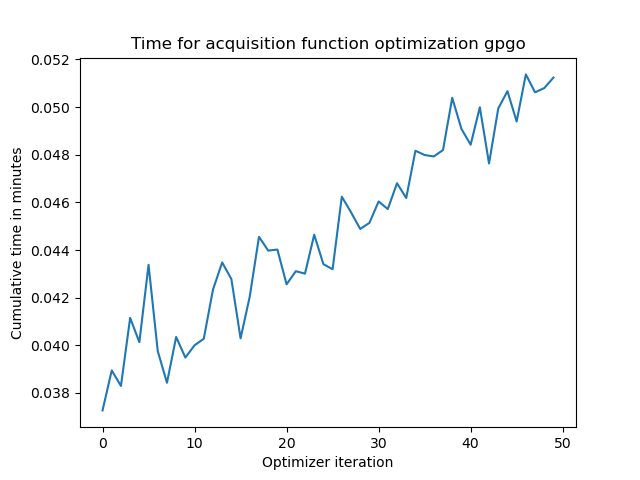 Time for acquisition function optimization gpgo
0.052
0.050
0.048
0.046
0.044
0.042
0.040
0.038
Cumulative time in minutes
0 10 20 30 40 50
Optimizer iteration